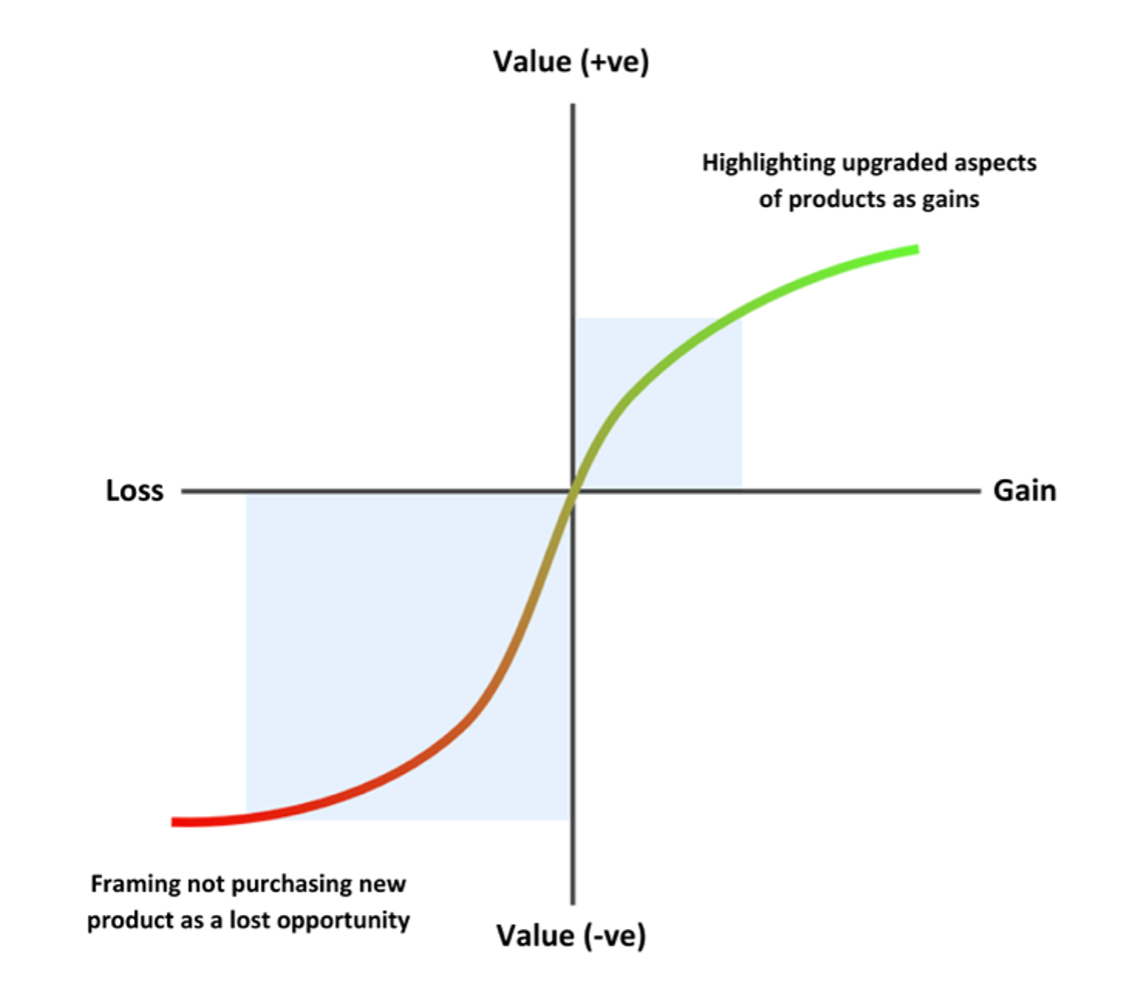 Value (+ve)
Highlighting upgraded aspects
of products as gains
Loss
Gain
Framing not purchasing new
product as a lost opportunity
Value (-ve)